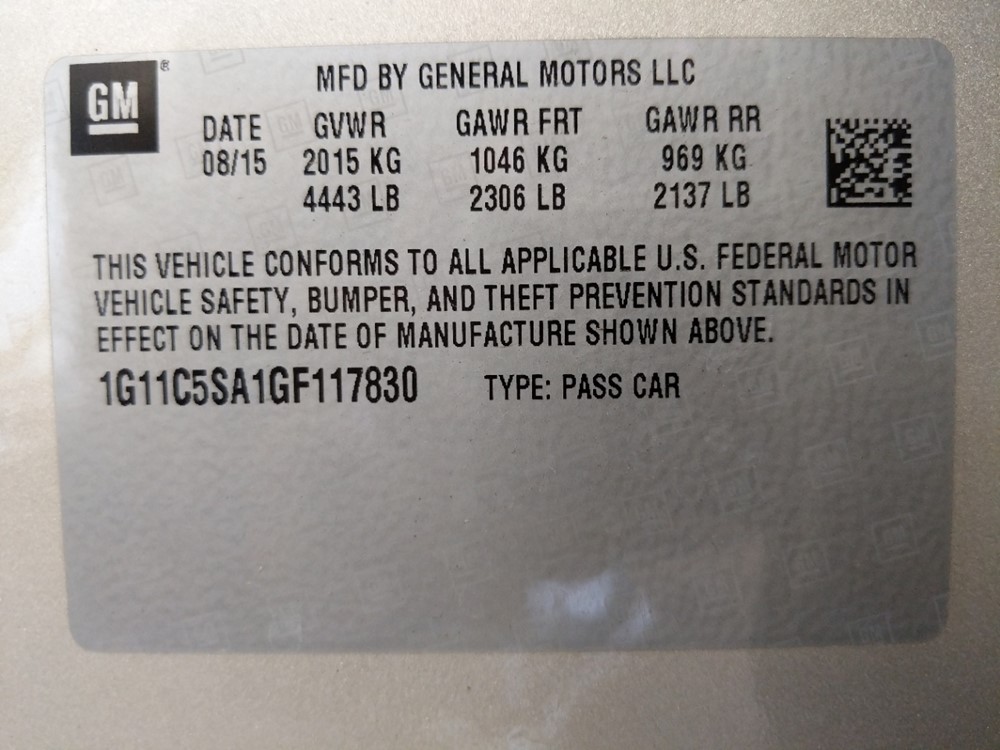 GM®
MFD BY GENERAL MOTORS LLC
DATE GVWR GAWR FRT GAWR RR
08/15 2015 KG 1046 KG 969 KG
4443 LB 2306 LB 2137 LB
THIS VEHICLE CONFORMS TO ALL APPLICABLE U.S. FEDERAL MOTOR
VEHICLE SAFETY, BUMPER, AND THEFT PREVENTION STANDARDS IN
EFFECT ON THE DATE OF MANUFACTURE SHOWN ABOVE.
1G11C5SA1GF117830 TYPE: PASS CAR